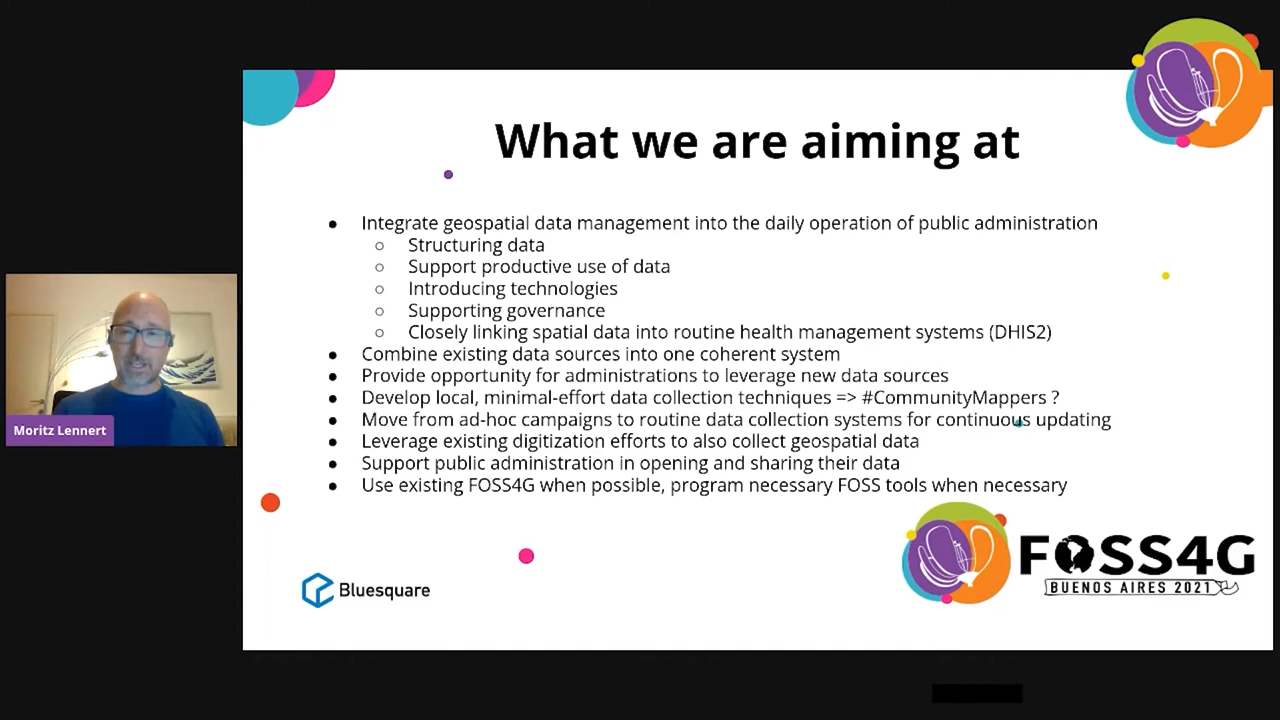 What we are aiming at
● Integrate geospatial data management into the daily operation of public administration
○ Structuring data
○ Support productive use of data
○ Introducing technologies
○ Supporting governance
○ Closely linking spatial data into routine health management systems (DHIS2)
● Combine existing data sources into one coherent system
● Provide opportunity for administrations to leverage new data sources
● Develop local, minimal-effort data collection techniques => #CommunityMappers ?
● Move from ad-hoc campaigns to routine data collection systems for continuous updating
● Leverage existing digitization efforts to also collect geospatial data
● Support public administration in opening and sharing their data
● Use existing FOSS4G when possible, program necessary FOSS tools when necessary
Moritz Lennert
Bluesquare
FOSS4G
BUENOS AIRES 2021